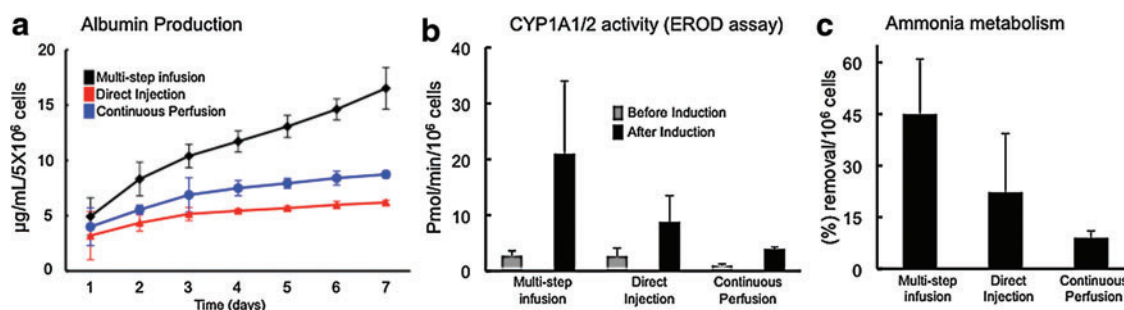 a Albumin Production
µg/mL/5X10⁶ cells
20
15
10
5
0
Multi-step infusion
Direct Injection
Continuous Perfusion
1 2 3 4 5 6 7
Time (days)
b CYP1A1/2 activity (EROD assay)
Pmol/min/10⁶ cells
40
30
20
10
0
Before Induction
After Induction
Multi-step
infusion
Direct
Injection
Continuous
Perfusion
c Ammonia metabolism
(%) removal/10⁶ cells
60
45
30
15
0
Multi-step
infusion
Direct
Injection
Continuous
Perfusion